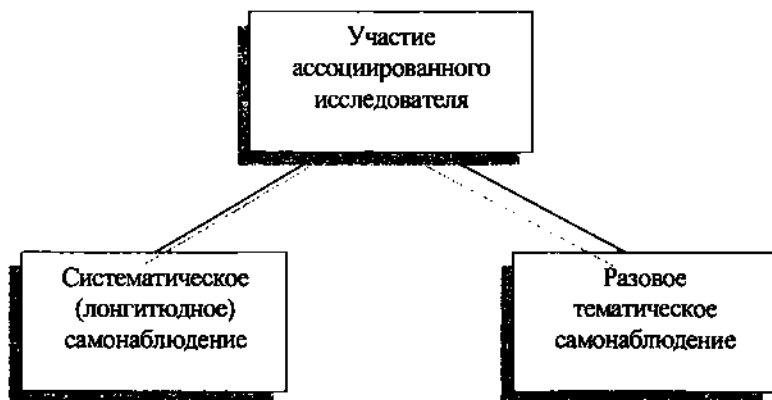 Участие
ассоциированного
исследователя
Систематическое
(лонгитюдное)
самонаблюдение
Разовое
тематическое
самонаблюдение